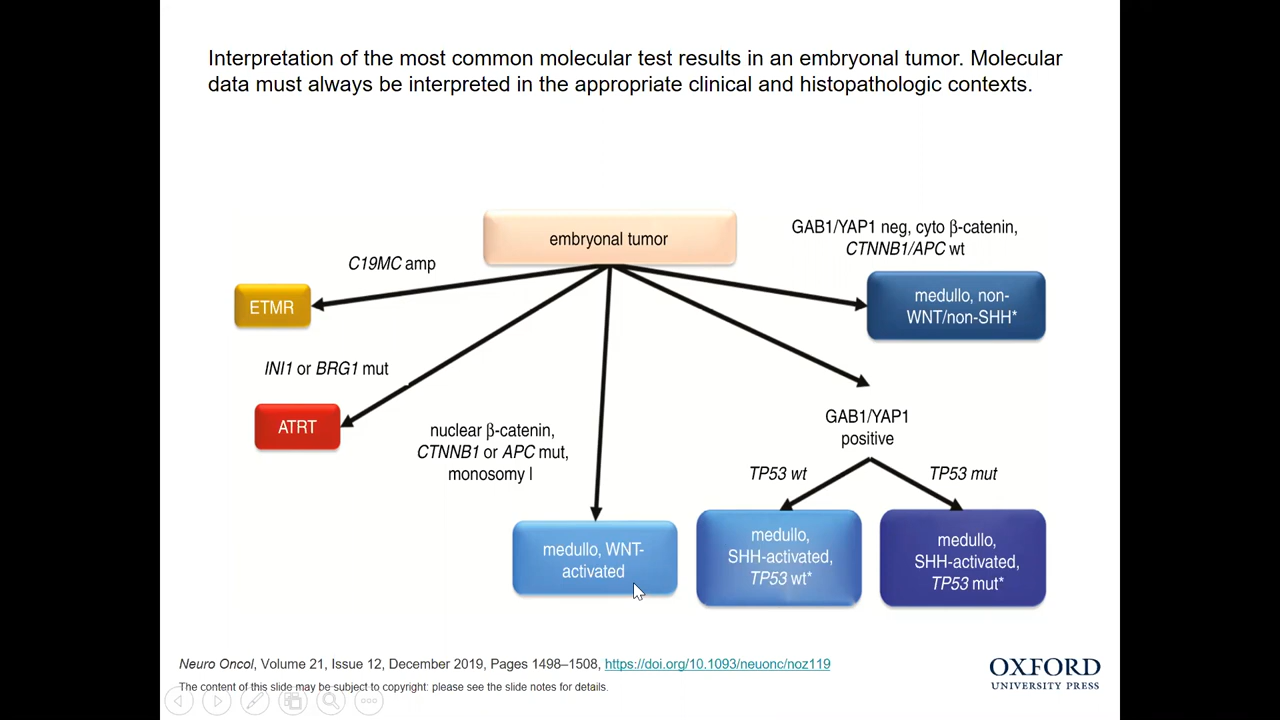 Interpretation of the most common molecular test results in an embryonal tumor. Molecular
data must always be interpreted in the appropriate clinical and histopathologic contexts.
embryonal tumor
GAB1/YAP1 neg, cyto β-catenin,
CTNNB1/APC wt
C19MC amp
ETMR
medullo, non-
WNT/non-SHH*
INI1 or BRG1 mut
ATRT
nuclear β-catenin,
CTNNB1 or APC mut,
monosomy I
GAB1/YAP1
positive
TP53 wt
TP53 mut
medullo, WNT-
activated
medullo,
SHH-activated,
TP53 wt*
medullo,
SHH-activated,
TP53 mut*
Neuro Oncol, Volume 21, Issue 12, December 2019, Pages 1498–1508, https://doi.org/10.1093/neuonc/noz119
The content of this slide may be subject to copyright: please see the slide notes for details.
OXFORD
UNIVERSITY PRESS